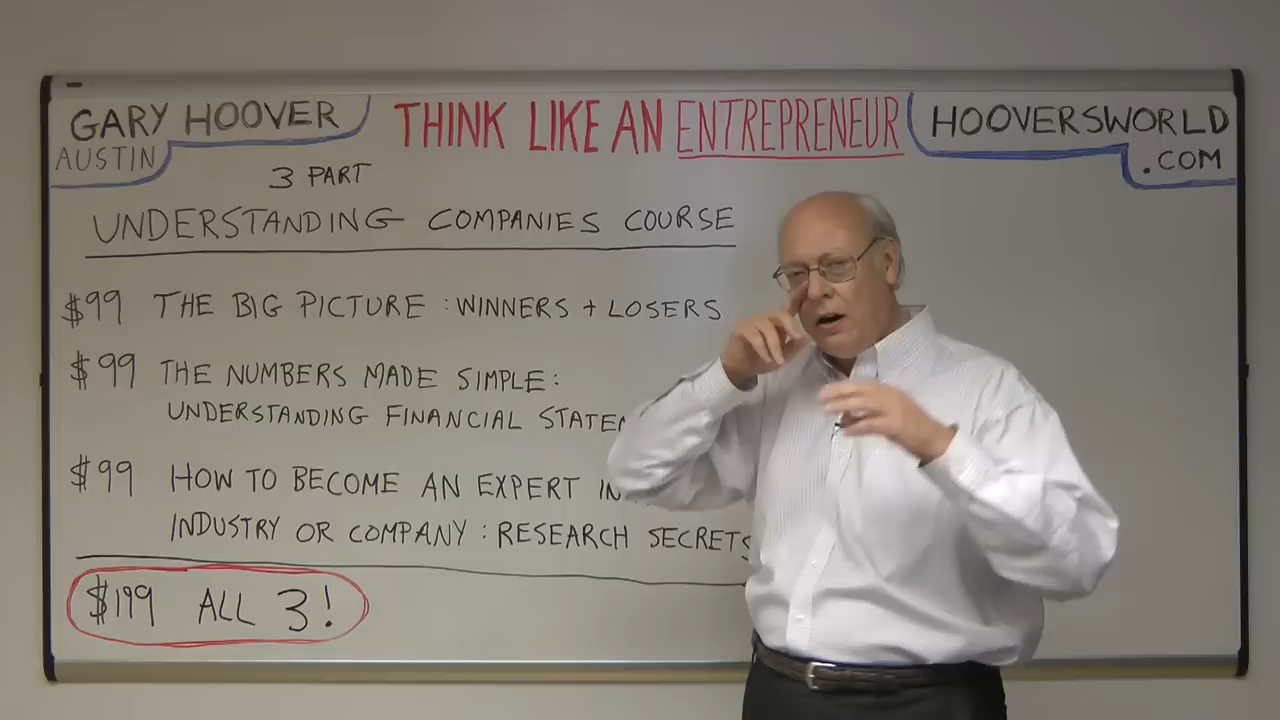 GARY HOOVER
AUSTIN
THINK LIKE AN ENTREPRENEUR
HOOVERSWORLD
.COM
3 PART
UNDERSTANDING COMPANIES COURSE
$99 THE BIG PICTURE : WINNERS + LOSERS
$99 THE NUMBERS MADE SIMPLE:
UNDERSTANDING FINANCIAL
$99 HOW TO BECOME AN EXPERT IN
INDUSTRY OR COMPANY : RESEARCH SECRETS
$199 ALL 3!